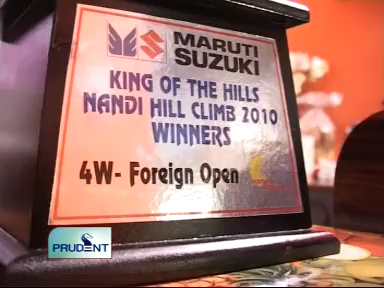 MARUTI
SUZUKI
KING OF THE HILLS
NANDI HILL CLIMB 2010
WINNERS
4W- Foreign Open
PRUDENT